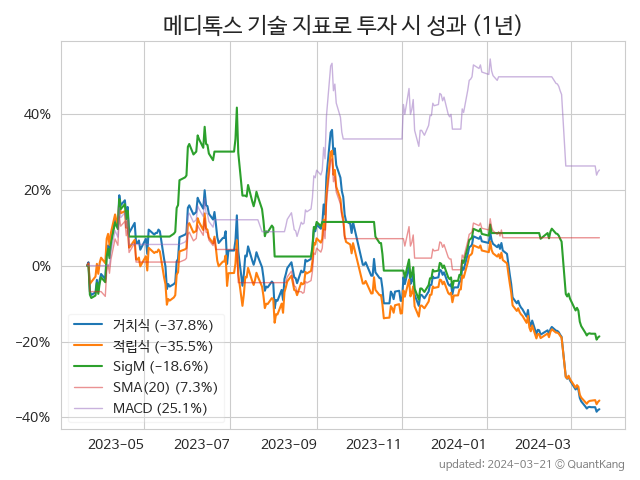 메디톡스 기술 지표로 투자 시 성과 (1년)
40%
20%
0%
−20%
−40%
거치식 (−37.8%)
적립식 (−35.5%)
SigM (−18.6%)
SMA(20) (7.3%)
MACD (25.1%)
2023−05 2023−07 2023−09 2023−11 2024−01 2024−03
updated: 2024-03-21 © QuantKang